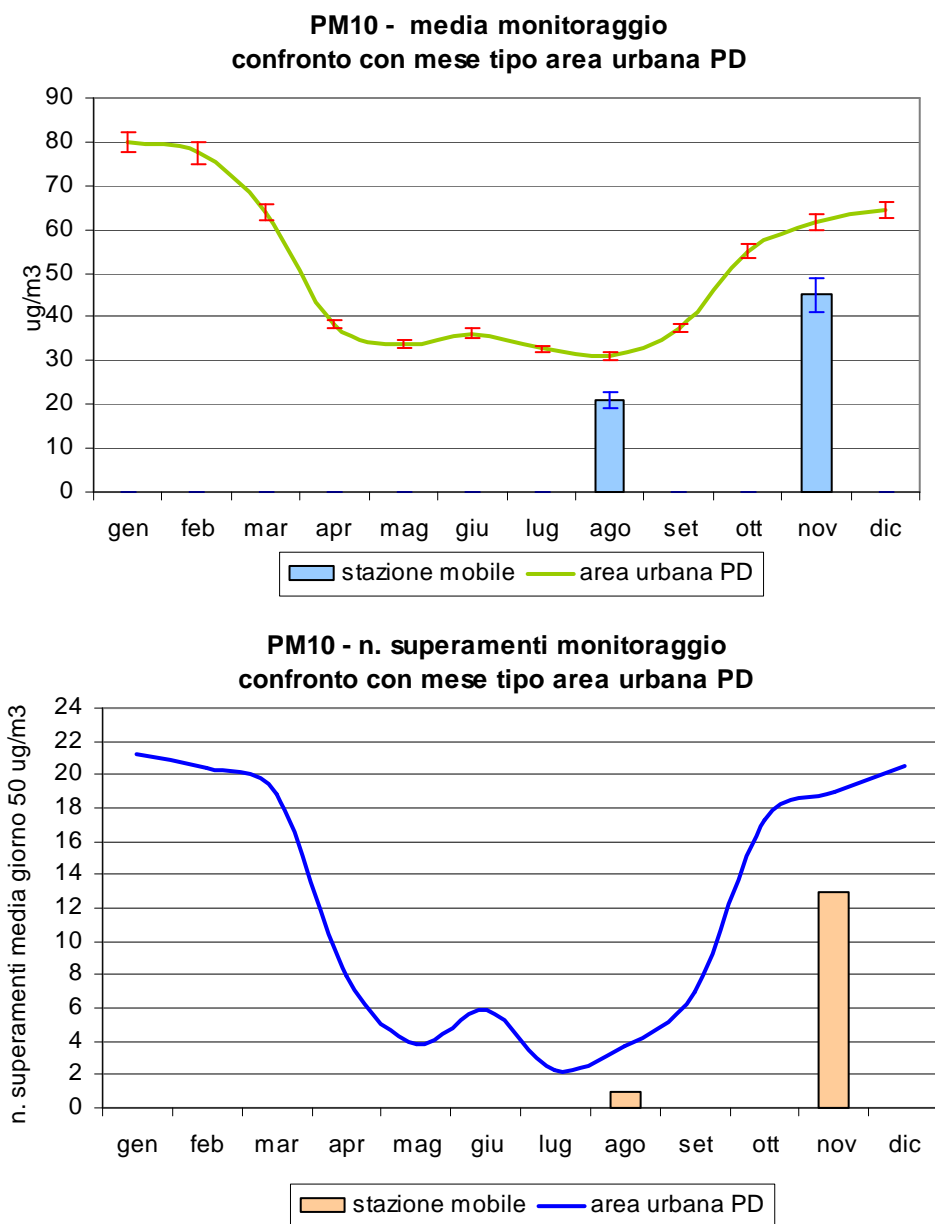 PM10 - media monitoraggio
confronto con mese tipo area urbana PD
ug/m3
90
80
70
60
50
40
30
20
10
0
gen feb mar apr mag giu lug ago set ott nov dic
stazione mobile area urbana PD
PM10 - n. superamenti monitoraggio
confronto con mese tipo area urbana PD
n. superamenti media giorno 50 ug/m3
24
22
20
18
16
14
12
10
8
6
4
2
0
gen feb mar apr mag giu lug ago set ott nov dic
stazione mobile area urbana PD